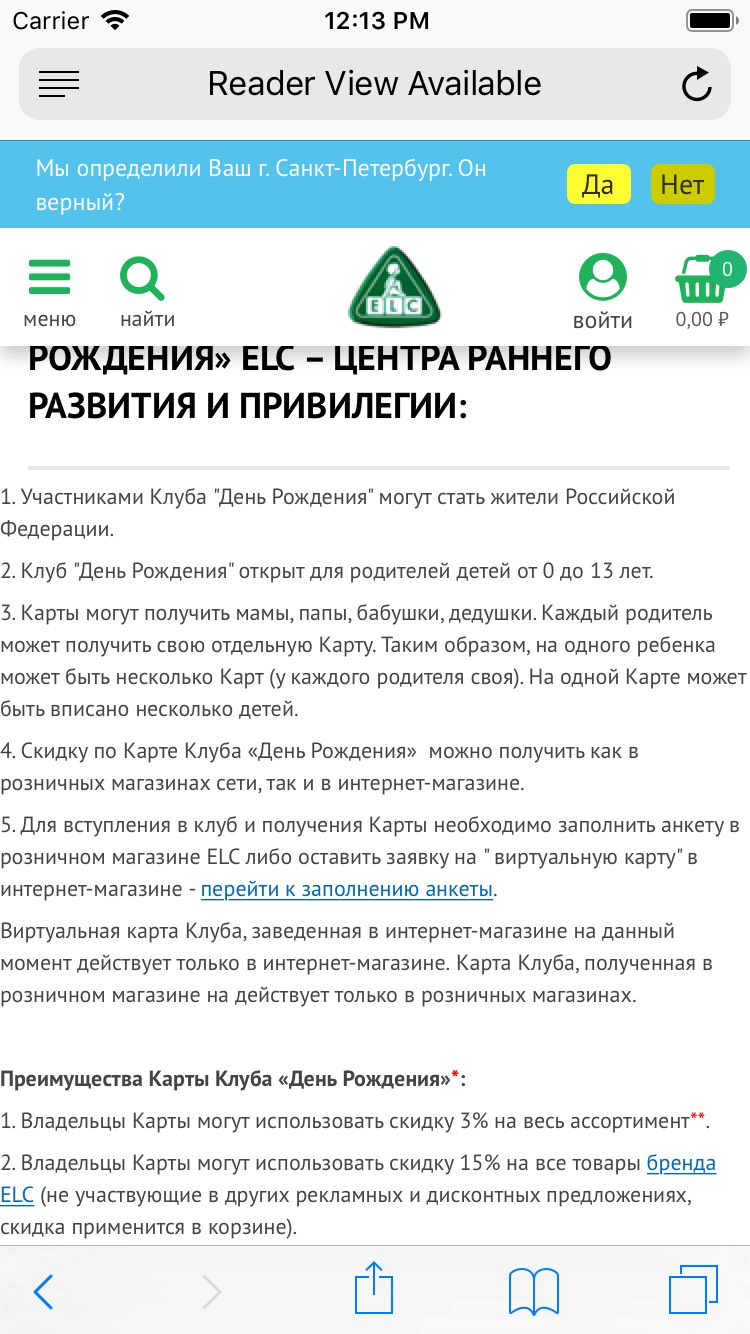 Carrier 12:13 PM
Reader View Available
Мы определили Ваш г. Санкт-Петербург. Он
верный?
Да Нет
меню найти ELC войти 0
0,00 ₽
РОЖДЕНИЯ» ELC – ЦЕНТРА РАННЕГО
РАЗВИТИЯ И ПРИВИЛЕГИИ:
1. Участниками Клуба "День Рождения" могут стать жители Российской
Федерации.
2. Клуб "День Рождения" открыт для родителей детей от 0 до 13 лет.
3. Карты могут получить мамы, папы, бабушки, дедушки. Каждый родитель
может получить свою отдельную Карту. Таким образом, на одного ребенка
может быть несколько Карт (у каждого родителя своя). На одной Карте может
быть вписано несколько детей.
4. Скидку по Карте Клуба «День Рождения»  можно получить как в
розничных магазинах сети, так и в интернет-магазине.
5. Для вступления в клуб и получения Карты необходимо заполнить анкету в
розничном магазине ELC либо оставить заявку на " виртуальную карту" в
интернет-магазине - перейти к заполнению анкеты.
Виртуальная карта Клуба, заведенная в интернет-магазине на данный
момент действует только в интернет-магазине. Карта Клуба, полученная в
розничном магазине на действует только в розничных магазинах.
Преимущества Карты Клуба «День Рождения»*:
1. Владельцы Карты могут использовать скидку 3% на весь ассортимент**.
2. Владельцы Карты могут использовать скидку 15% на все товары бренда
ELC (не участвующие в других рекламных и дисконтных предложениях,
скидка применится в корзине).